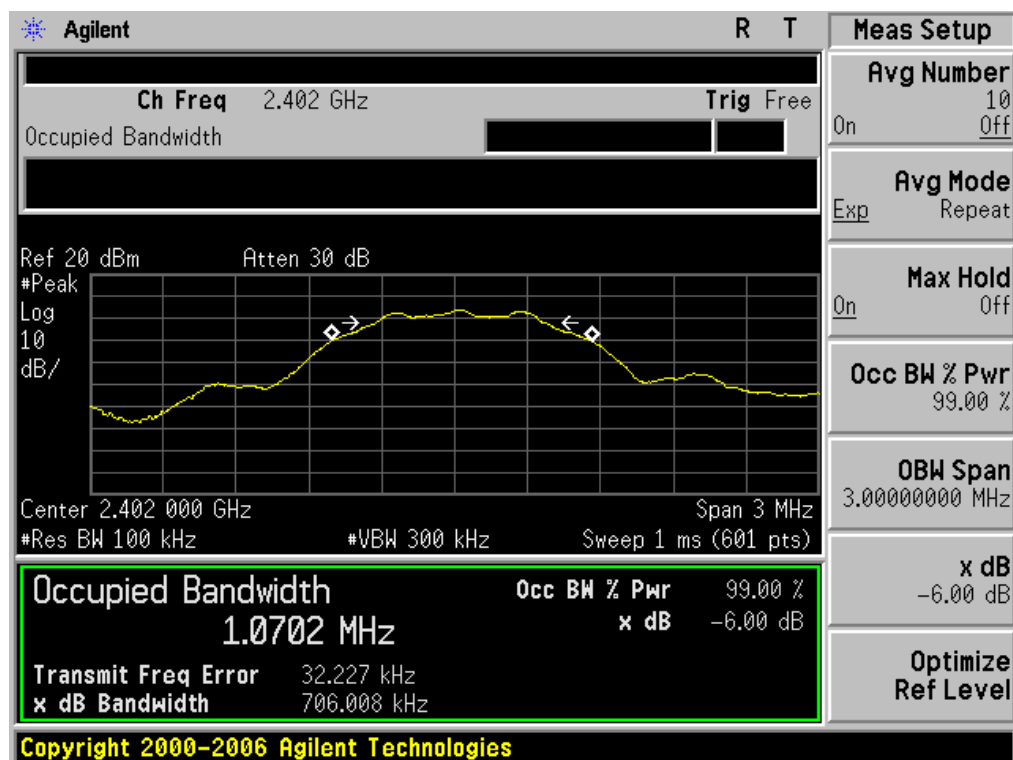 Agilent R T
Ch Freq 2.402 GHz Trig Free
Occupied Bandwidth
Ref 20 dBm Atten 30 dB
#Peak
Log
10
dB/
Center 2.402 000 GHz Span 3 MHz
#Res BW 100 kHz #VBW 300 kHz Sweep 1 ms (601 pts)
Occupied Bandwidth Occ BW % Pwr 99.00 %
1.0702 MHz x dB -6.00 dB
Transmit Freq Error 32.227 kHz
x dB Bandwidth 706.008 kHz
Copyright 2000-2006 Agilent Technologies
Meas Setup
Avg Number
10
On Off
Avg Mode
Exp Repeat
Max Hold
On Off
Occ BW % Pwr
99.00 %
OBW Span
3.00000000 MHz
x dB
-6.00 dB
Optimize
Ref Level